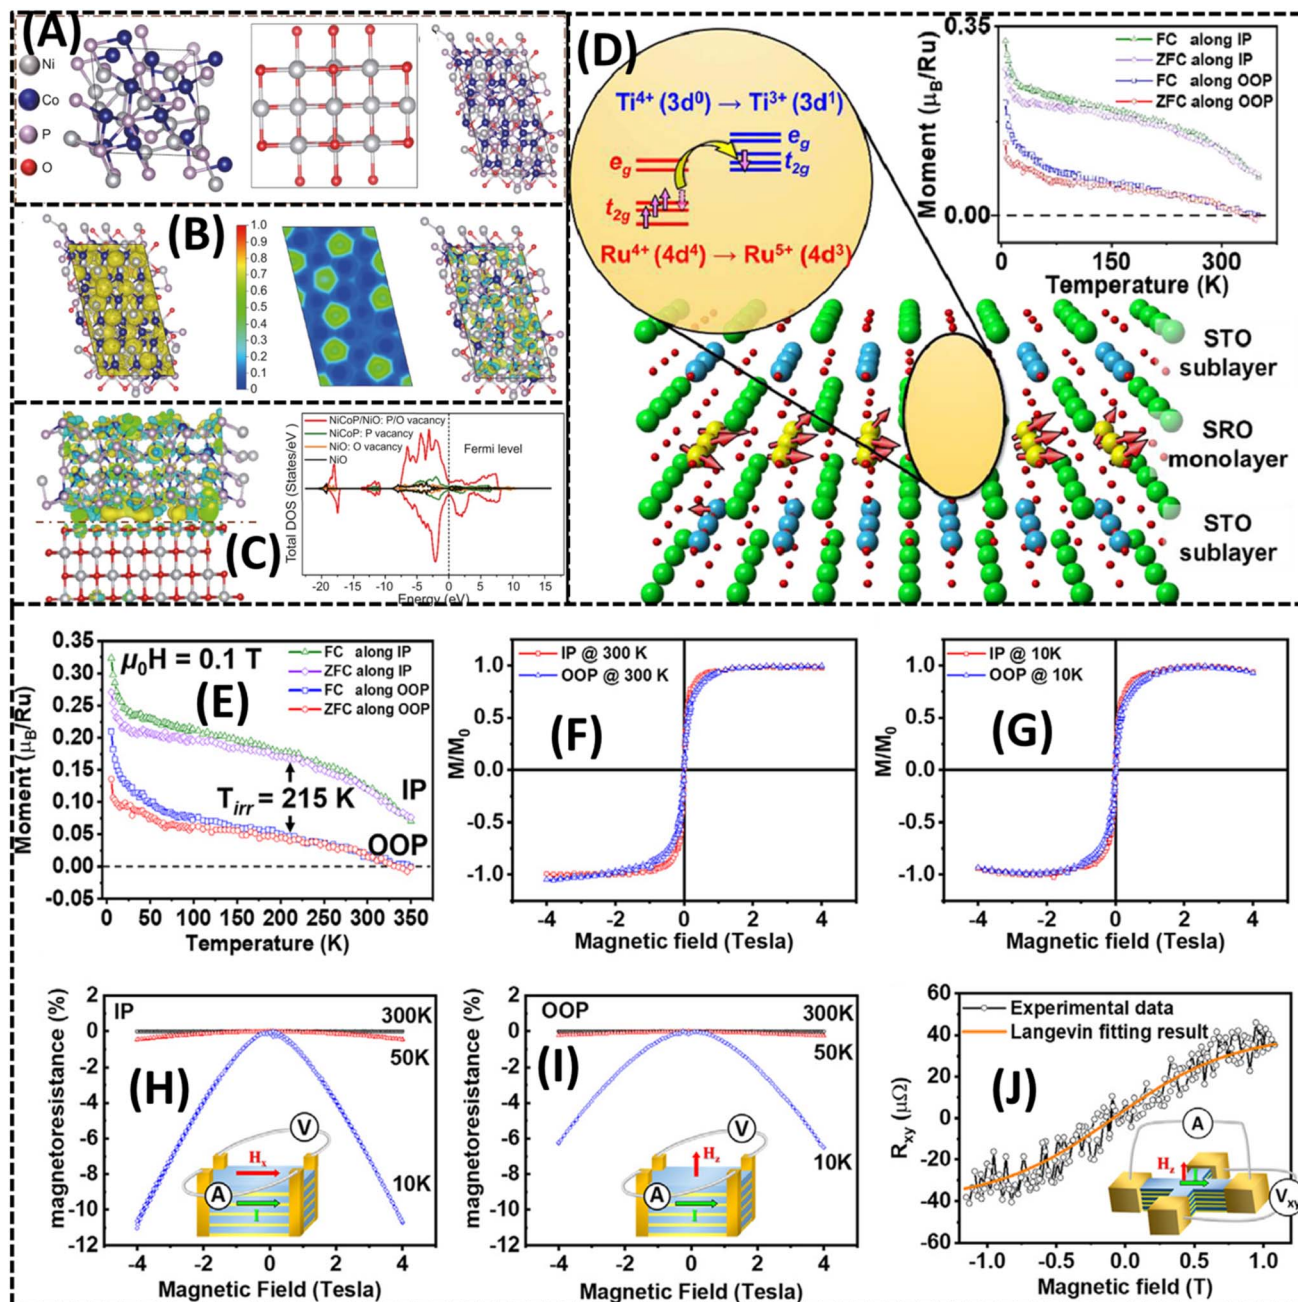 (A)
Ni
Co
P
O
(B)
1.0
0.9
0.8
0.7
0.6
0.5
0.4
0.3
0.2
0.1
0
(C)
NiCoP/NiO: P/O vacancy
NiCoP: P vacancy
NiO: O vacancy
NiO
Fermi level
Total DOS (States/eV )
-20 -15 -10 -5 0 5 10 15
Energy (eV)
(D)
Ti⁴⁺ (3d⁰) → Ti³⁺ (3d¹)
e_g
t_2g
e_g
t_2g
Ru⁴⁺ (4d⁴) → Ru⁵⁺ (4d³)
0.35
FC along IP
ZFC along IP
FC along OOP
ZFC along OOP
Moment (μ_B/Ru)
0.00
0 150 300
Temperature (K)
STO
sublayer
SRO
monolayer
STO
sublayer
0.35
0.30
0.25
0.20
0.15
0.10
0.05
0.00
-0.05
Moment (μ_B/Ru)
μ₀H = 0.1 T
(E)
FC along IP
ZFC along IP
FC along OOP
ZFC along OOP
IP
T_irr = 215 K
OOP
0 50 100 150 200 250 300 350
Temperature (K)
IP @ 300 K
OOP @ 300 K
1.0
0.5
0.0
-0.5
-1.0
M/M₀
(F)
-4 -2 0 2 4
Magnetic field (Tesla)
IP @ 10K
OOP @ 10K
1.0
0.5
0.0
-0.5
-1.0
M/M₀
(G)
-4 -2 0 2 4
Magnetic field (Tesla)
2
0
-2
-4
-6
-8
-10
-12
magnetoresistance (%)
IP
300K
50K
(H)
V
H_x
A
I
10K
-4 -2 0 2 4
Magnetic Field (Tesla)
2
0
-2
-4
-6
-8
-10
-12
magnetoresistance (%)
OOP
300K
50K
(I)
V
H_z
A
I
10K
-4 -2 0 2 4
Magnetic Field (Tesla)
60
40
20
0
-20
-40
-60
R_xy (μΩ)
Experimental data
Langevin fitting result
(J)
A
H_z
I
V_xy
-1.0 -0.5 0.0 0.5 1.0
Magnetic field (T)